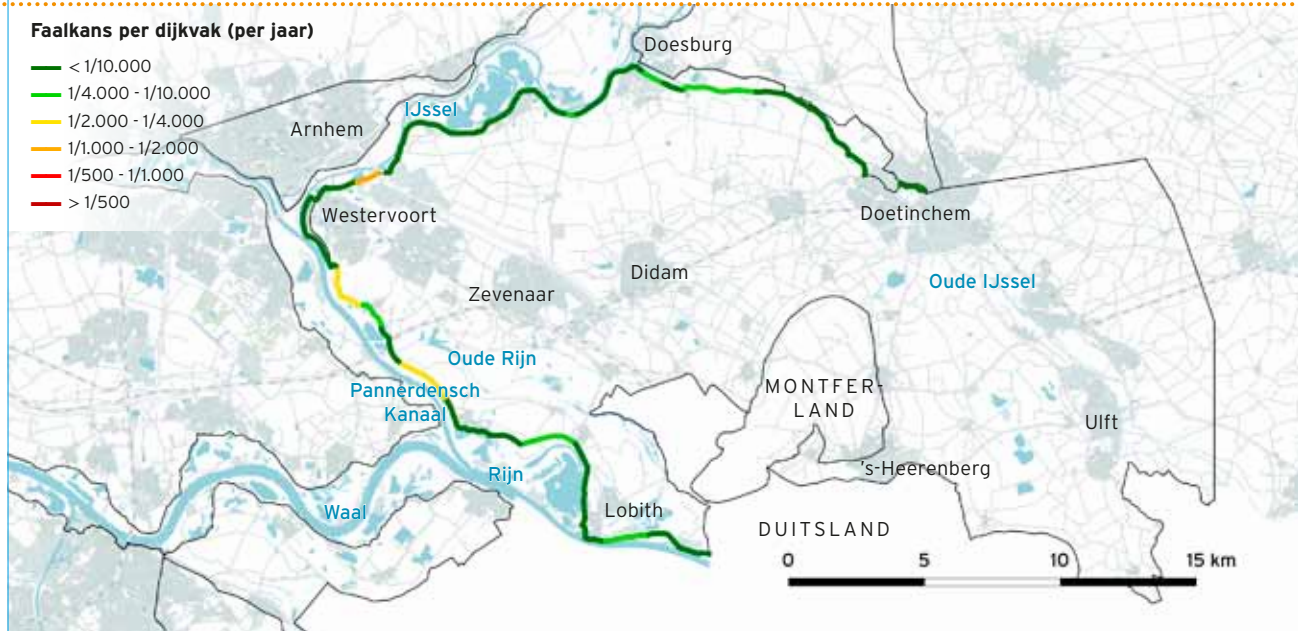 Faalkans per dijkvak (per jaar)
< 1/10.000
1/4.000 - 1/10.000
1/2.000 - 1/4.000
1/1.000 - 1/2.000
1/500 - 1/1.000
> 1/500
Doesburg
IJssel
Arnhem
Westervoort
Doetinchem
Didam
Oude IJssel
Zevenaar
Oude Rijn
Pannerdensch
Kanaal
MONTFER-
LAND
Ulft
's-Heerenberg
Rijn
Waal
Lobith
DUITSLAND
0 5 10 15 km